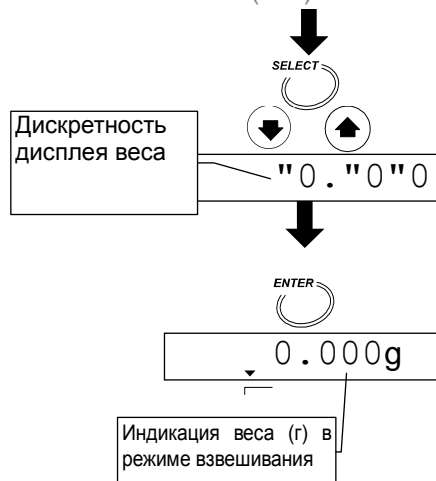 SELECT
Дискретность
дисплея веса
"0."0"0
ENTER
0.000g
Индикация веса (г) в
режиме взвешивания